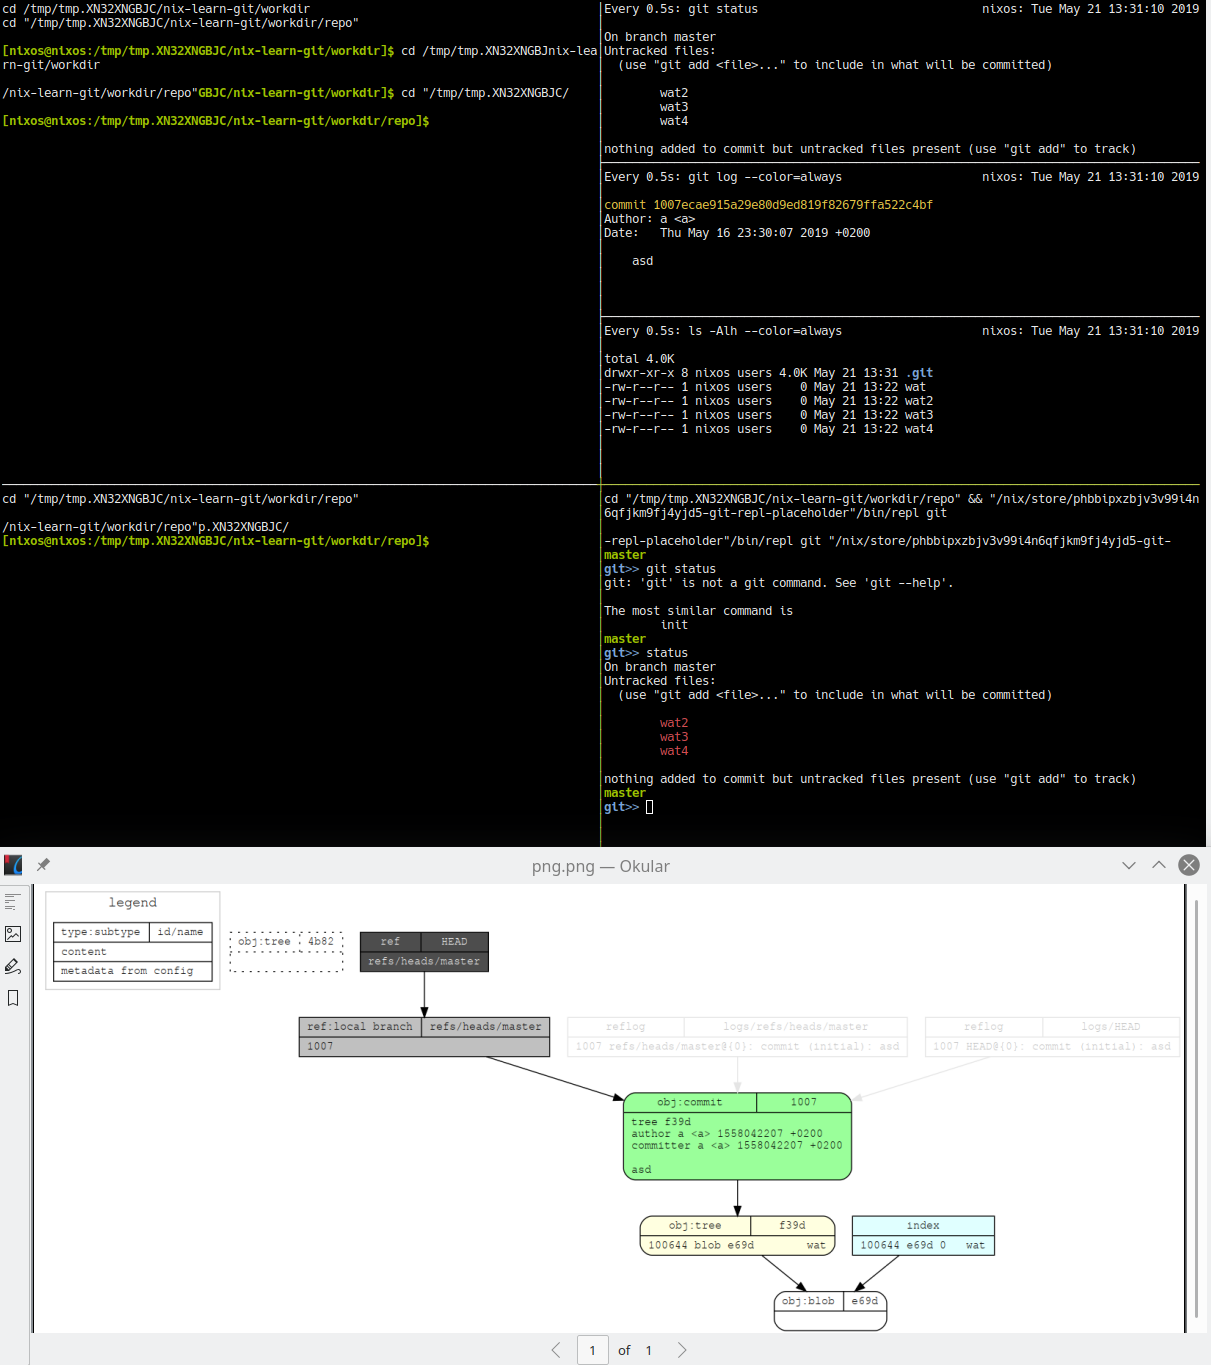 cd /tmp/tmp.XN32XNGBJC/nix-learn-git/workdir
cd "/tmp/tmp.XN32XNGBJC/nix-learn-git/workdir/repo"
[nixos@nixos:/tmp/tmp.XN32XNGBJC/nix-learn-git/workdir]$ cd /tmp/tmp.XN32XNGBJnix-lea
rn-git/workdir
/nix-learn-git/workdir/repo"GBJC/nix-learn-git/workdir]$ cd "/tmp/tmp.XN32XNGBJC/
[nixos@nixos:/tmp/tmp.XN32XNGBJC/nix-learn-git/workdir/repo]$
Every 0.5s: git status nixos: Tue May 21 13:31:10 2019
On branch master
Untracked files:
(use "git add <file>..." to include in what will be committed)
wat2
wat3
wat4
nothing added to commit but untracked files present (use "git add" to track)
Every 0.5s: git log --color=always nixos: Tue May 21 13:31:10 2019
commit 1007ecae915a29e80d9ed819f82679ffa522c4bf
Author: a <a>
Date: Thu May 16 23:30:07 2019 +0200
asd
Every 0.5s: ls -Alh --color=always nixos: Tue May 21 13:31:10 2019
total 4.0K
drwxr-xr-x 8 nixos users 4.0K May 21 13:31 .git
-rw-r--r-- 1 nixos users 0 May 21 13:22 wat
-rw-r--r-- 1 nixos users 0 May 21 13:22 wat2
-rw-r--r-- 1 nixos users 0 May 21 13:22 wat3
-rw-r--r-- 1 nixos users 0 May 21 13:22 wat4
cd "/tmp/tmp.XN32XNGBJC/nix-learn-git/workdir/repo"
/nix-learn-git/workdir/repo"p.XN32XNGBJC/
[nixos@nixos:/tmp/tmp.XN32XNGBJC/nix-learn-git/workdir/repo]$
cd "/tmp/tmp.XN32XNGBJC/nix-learn-git/workdir/repo" && "/nix/store/phbbipxzbjv3v99i4n
6qfjkm9fj4yjd5-git-repl-placeholder"/bin/repl git
-repl-placeholder"/bin/repl git "/nix/store/phbbipxzbjv3v99i4n6qfjkm9fj4yjd5-git-
master
git>> git status
git: 'git' is not a git command. See 'git --help'.
The most similar command is
init
master
git>> status
On branch master
Untracked files:
(use "git add <file>..." to include in what will be committed)
wat2
wat3
wat4
nothing added to commit but untracked files present (use "git add" to track)
master
git>>
png.png — Okular
legend
type:subtype id/name
content
metadata from config
obj:tree 4b82
ref HEAD
refs/heads/master
ref:local branch refs/heads/master
1007
reflog logs/refs/heads/master
1007 refs/heads/master@{0}: commit (initial): asd
reflog logs/HEAD
1007 HEAD@{0}: commit (initial): asd
obj:commit 1007
tree f39d
author a <a> 1558042207 +0200
committer a <a> 1558042207 +0200
asd
obj:tree f39d
100644 blob e69d wat
index
100644 e69d 0 wat
obj:blob e69d
1 of 1